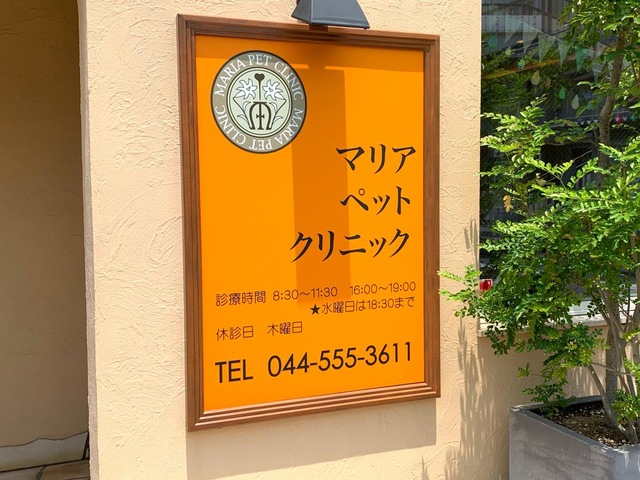 MARIA PET CLINIC MARIA PET CLINIC
マリア
ペット
クリニック
診療時間 8:30〜11:30 16:00〜19:00
★水曜日は18:30まで
休診日 木曜日
TEL 044-555-3611